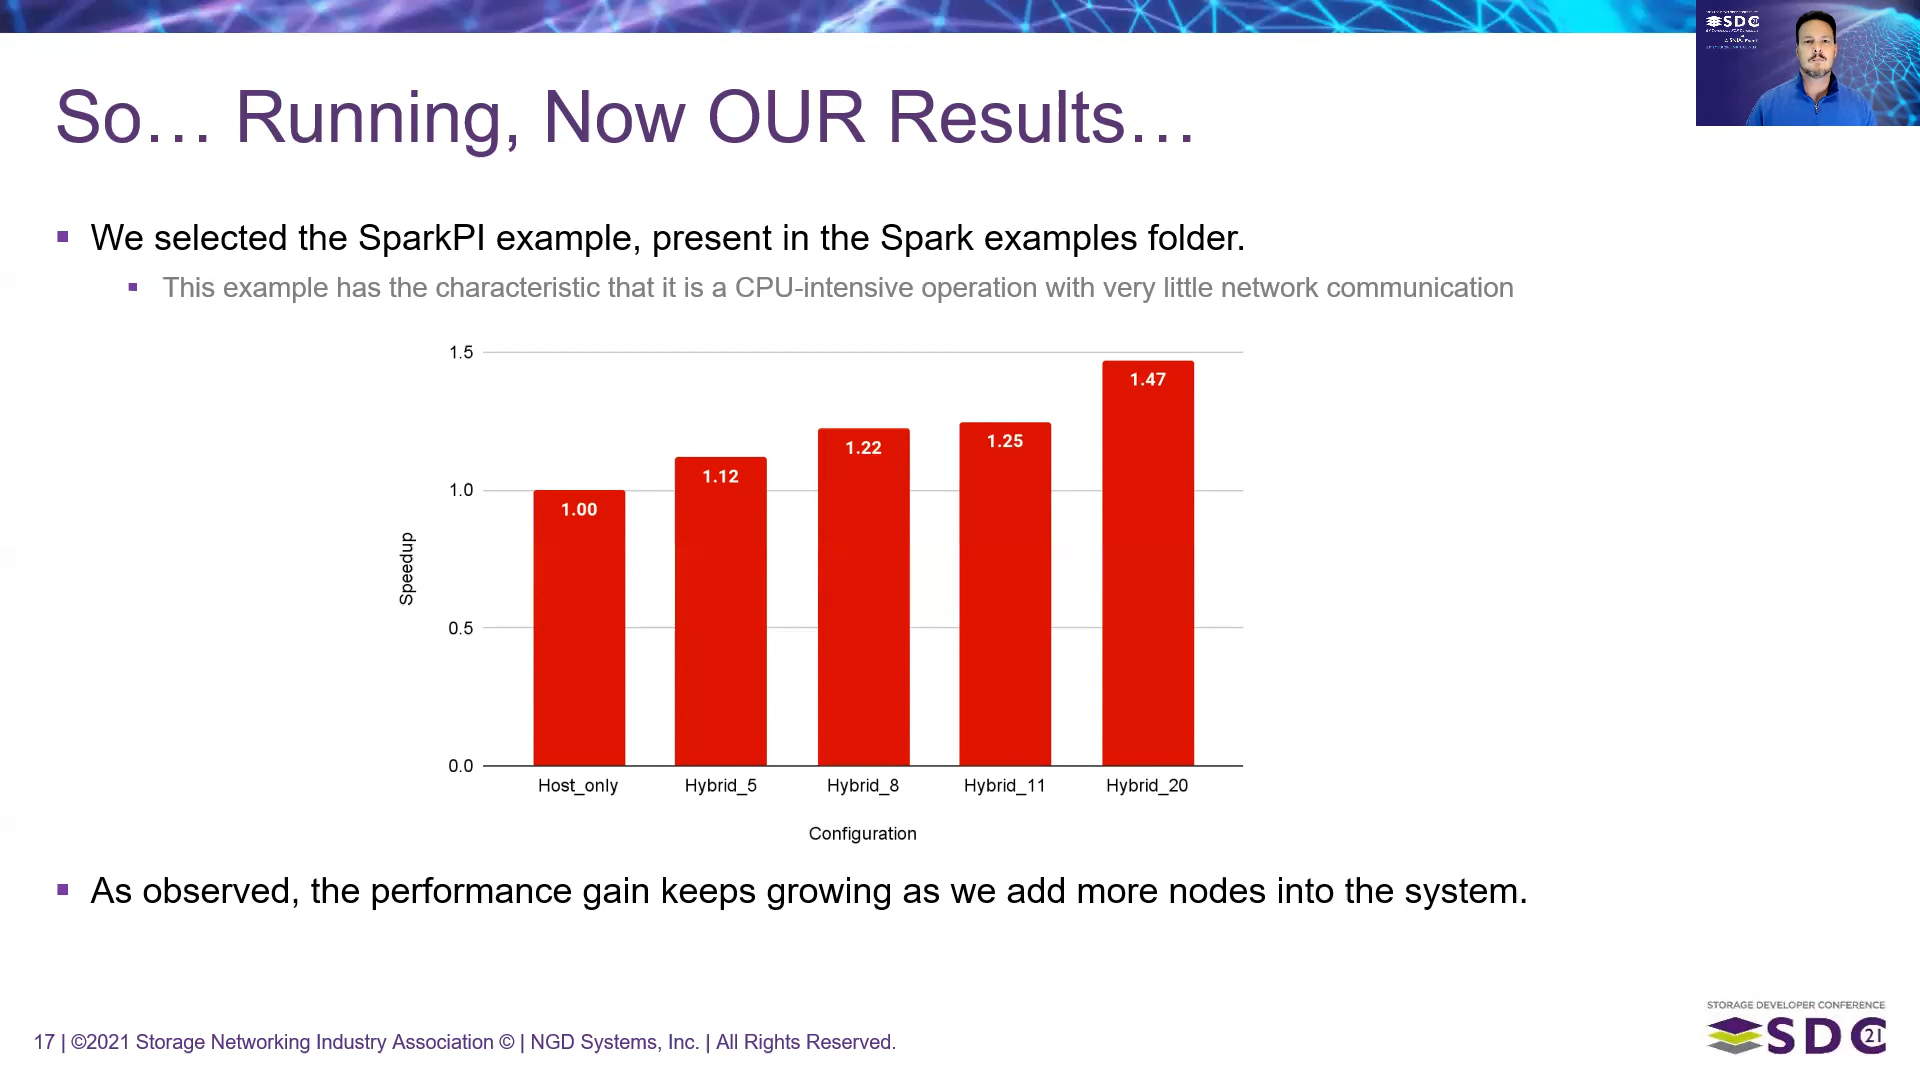 So… Running, Now OUR Results…
We selected the SparkPI example, present in the Spark examples folder.
This example has the characteristic that it is a CPU-intensive operation with very little network communication
1.5
1.0
0.5
0.0
Speedup
1.00
1.12
1.22
1.25
1.47
Host_only
Hybrid_5
Hybrid_8
Hybrid_11
Hybrid_20
Configuration
As observed, the performance gain keeps growing as we add more nodes into the system.
17 | ©2021 Storage Networking Industry Association © | NGD Systems, Inc. | All Rights Reserved.
STORAGE DEVELOPER CONFERENCE
SDC 21
SDC